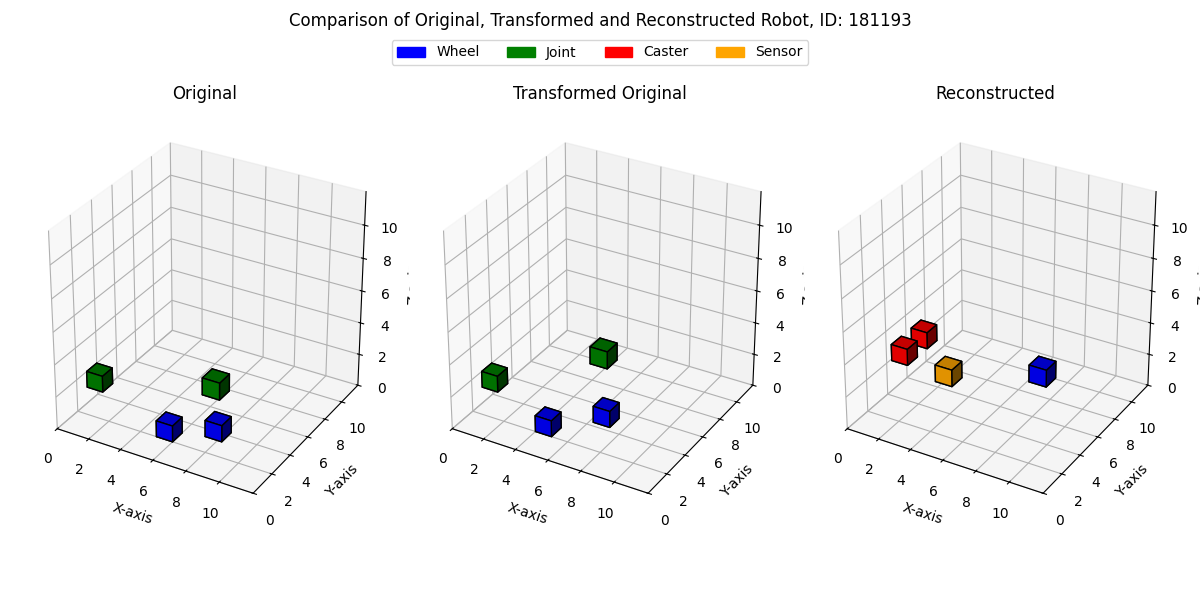 Comparison of Original, Transformed and Reconstructed Robot, ID: 181193
Wheel Joint Caster Sensor
Original
Transformed Original
Reconstructed
0 2 4 6 8 10
X-axis
0 2 4 6 8 10
Y-axis
0 2 4 6 8 10
0 2 4 6 8 10
X-axis
0 2 4 6 8 10
Y-axis
0 2 4 6 8 10
0 2 4 6 8 10
X-axis
0 2 4 6 8 10
Y-axis
0 2 4 6 8 10